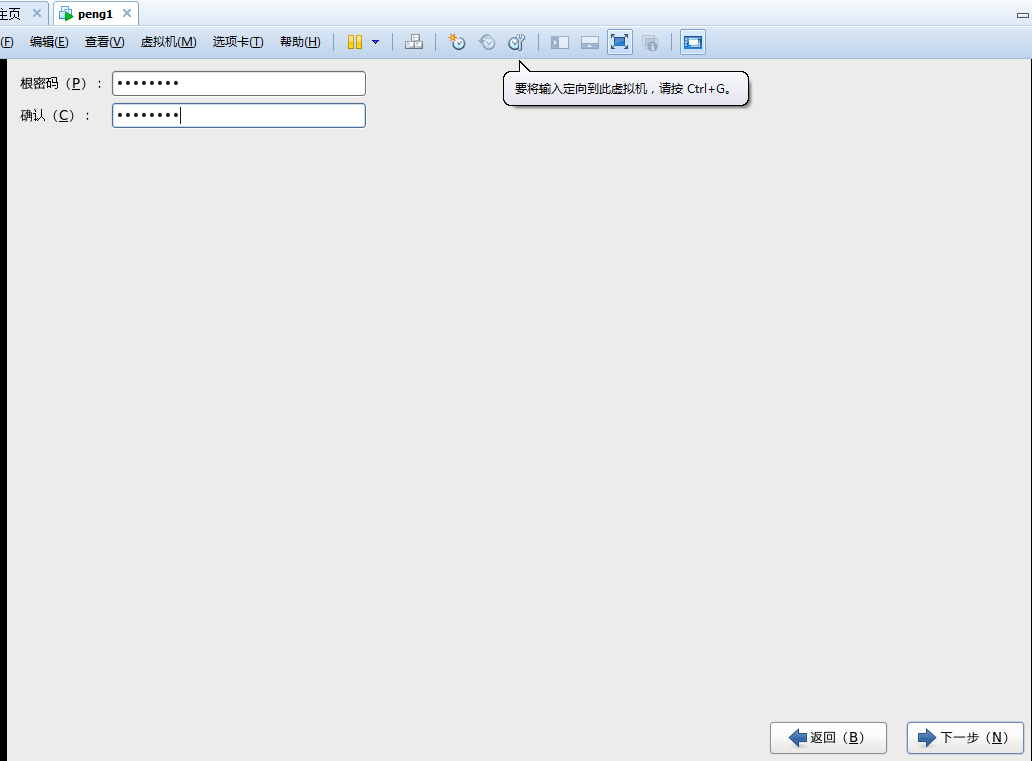 主页 peng1
(F) 编辑(E) 查看(V) 虚拟机(M) 选项卡(T) 帮助(H)
根密码（P）：
要将输入定向到此虚拟机，请按 Ctrl+G。
确认（C）：
返回（B） 下一步（N）